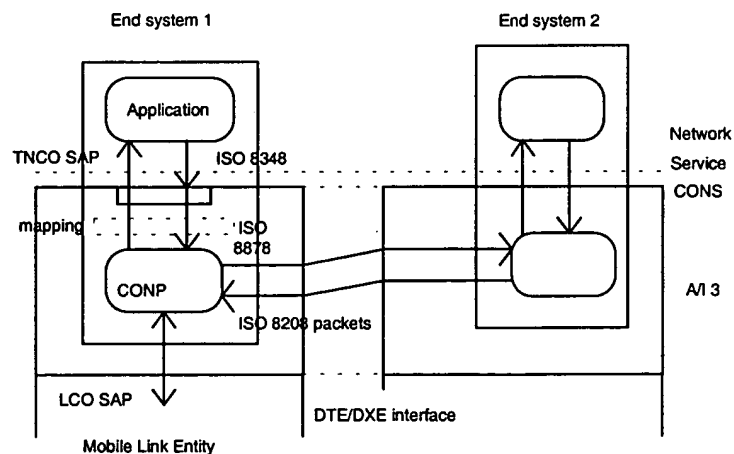 End system 1
End system 2
Application
TNCO SAP
ISO 8348
Network
Service
CONS
mapping
ISO
8878
CONP
A/I 3
ISO 8208 packets
LCO SAP
DTE/DXE interface
Mobile Link Entity